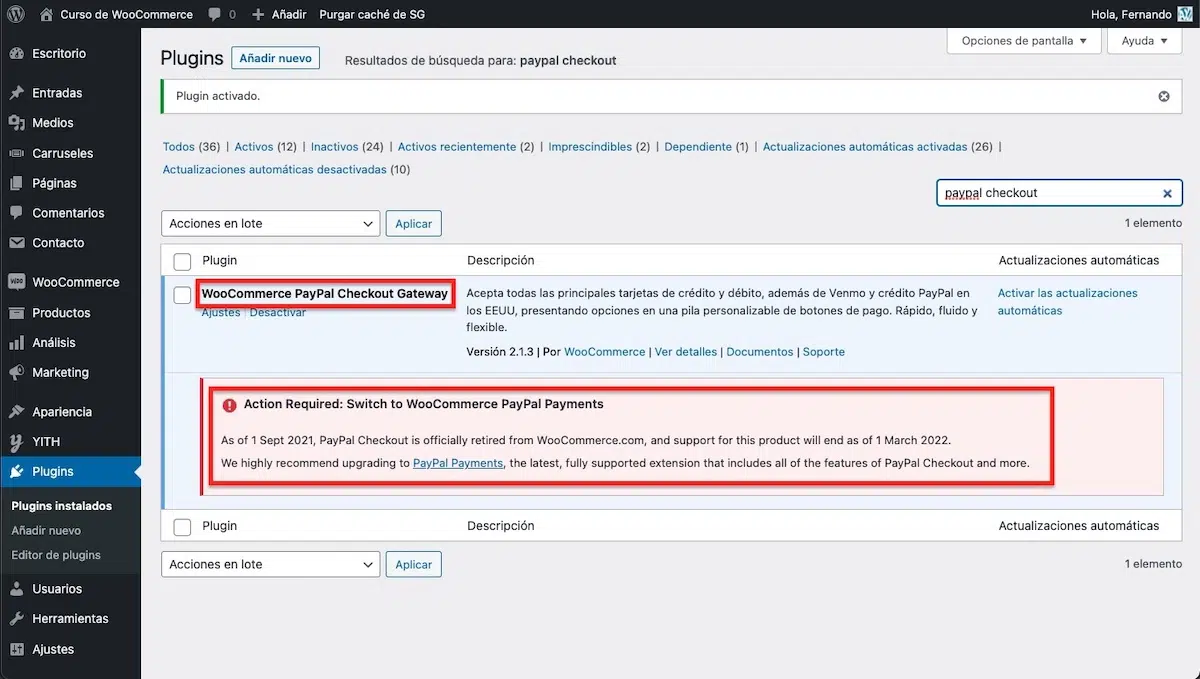 Curso de WooCommerce 0 Añadir Purgar caché de SG Hola, Fernando
Escritorio
Entradas
Medios
Carruseles
Páginas
Comentarios
Contacto
WooCommerce
Productos
Análisis
Marketing
Apariencia
YITH
Plugins
Plugins instalados
Añadir nuevo
Editor de plugins
Usuarios
Herramientas
Ajustes
Opciones de pantalla Ayuda
Plugins Añadir nuevo Resultados de búsqueda para: paypal checkout
Plugin activado.
Todos (36) | Activos (12) | Inactivos (24) | Activos recientemente (2) | Imprescindibles (2) | Dependiente (1) | Actualizaciones automáticas activadas (26) |
Actualizaciones automáticas desactivadas (10)
paypal checkout
Acciones en lote Aplicar 1 elemento
Plugin Descripción Actualizaciones automáticas
WooCommerce PayPal Checkout Gateway
Ajustes | Desactivar
Acepta todas las principales tarjetas de crédito y débito, además de Venmo y crédito PayPal en
los EEUU, presentando opciones en una pila personalizable de botones de pago. Rápido, fluido y
flexible.
Versión 2.1.3 | Por WooCommerce | Ver detalles | Documentos | Soporte
Activar las actualizaciones
automáticas
Action Required: Switch to WooCommerce PayPal Payments
As of 1 Sept 2021, PayPal Checkout is officially retired from WooCommerce.com, and support for this product will end as of 1 March 2022.
We highly recommend upgrading to PayPal Payments, the latest, fully supported extension that includes all of the features of PayPal Checkout and more.
Plugin Descripción Actualizaciones automáticas
Acciones en lote Aplicar 1 elemento